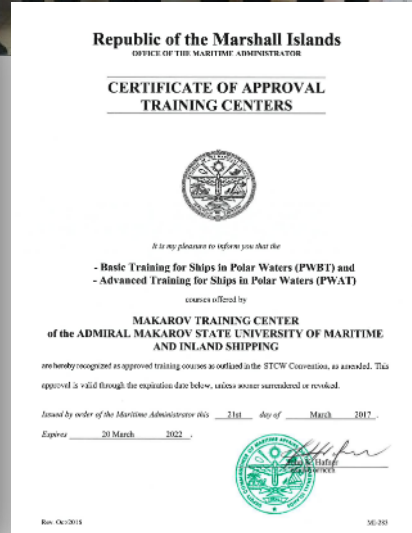 Republic of the Marshall Islands
OFFICE OF THE MARITIME ADMINISTRATOR
CERTIFICATE OF APPROVAL
TRAINING CENTERS
It is my pleasure to inform you that the
- Basic Training for Ships in Polar Waters (PWBT) and
- Advanced Training for Ships in Polar Waters (PWAT)
courses offered by
MAKAROV TRAINING CENTER
of the ADMIRAL MAKAROV STATE UNIVERSITY OF MARITIME
AND INLAND SHIPPING
are hereby recognized as approved training courses as outlined in the STCW Convention, as amended. This
approval is valid through the expiration date below, unless sooner surrendered or revoked.
Issued by order of the Maritime Administrator this 21st day of March 2017 .
Expires 20 March 2022 .
Hafner
Rev. Oct/2015
MI-283